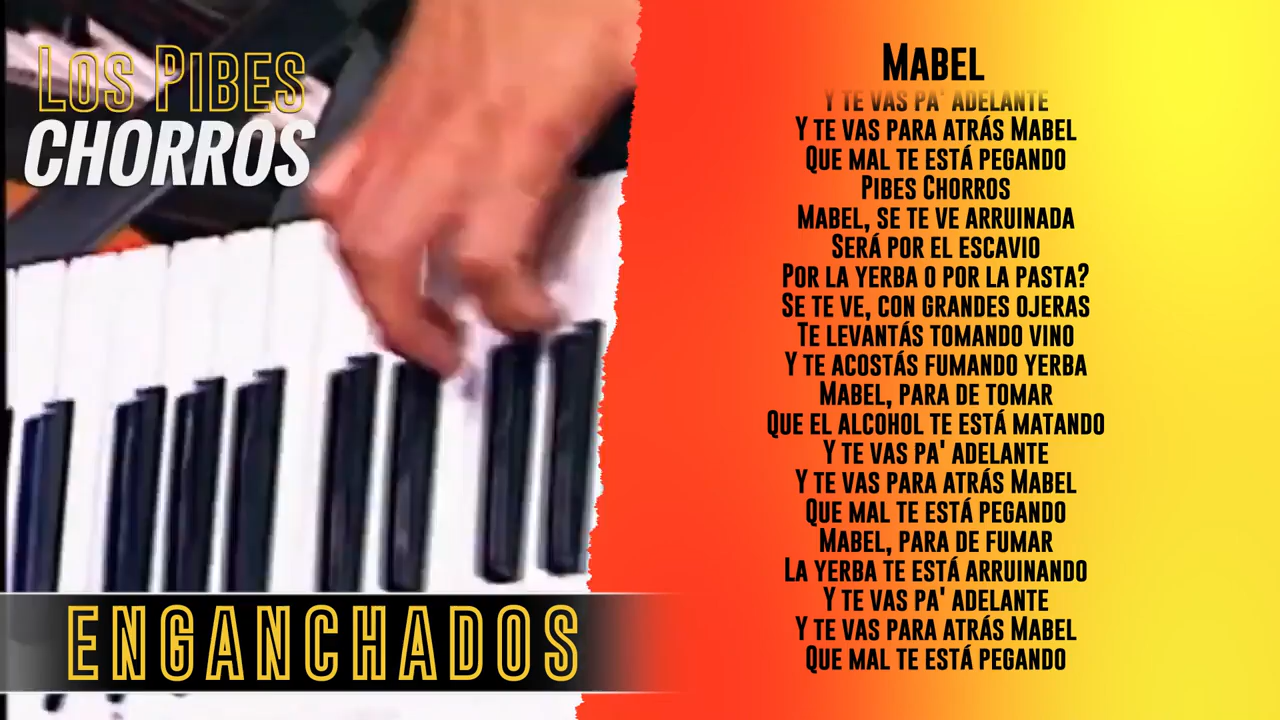 Los Pibes
CHORROS
ENGANCHADOS
Mabel
Y te vas pa' adelante
Y te vas para atrás Mabel
Que mal te está pegando
Pibes Chorros
Mabel, se te ve arruinada
Será por el escavio
Por la yerba o por la pasta?
Se te ve, con grandes ojeras
Te levantás tomando vino
Y te acostás fumando yerba
Mabel, para de tomar
Que el alcohol te está matando
Y te vas pa' adelante
Y te vas para atrás Mabel
Que mal te está pegando
Mabel, para de fumar
La yerba te está arruinando
Y te vas pa' adelante
Y te vas para atrás Mabel
Que mal te está pegando